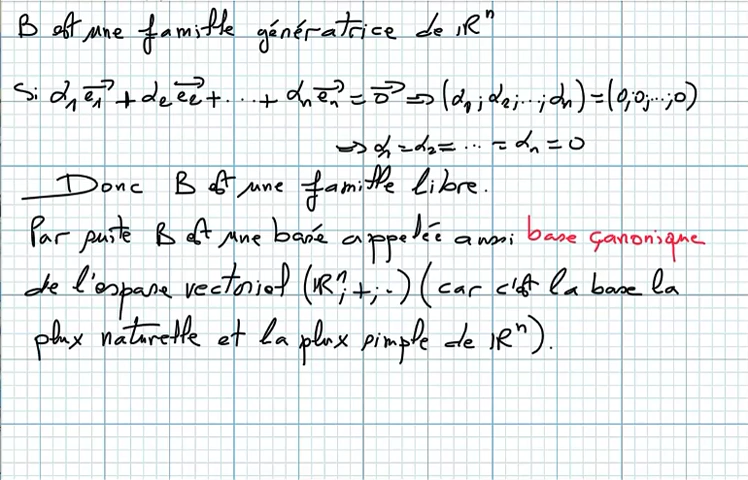 B est une famille génératrice de ℝⁿ
Si α₁e₁⃗ + α₂e₂⃗ + ... + αₙeₙ⃗ = 0⃗ ⇒ (α₁; α₂; ...; αₙ) = (0; 0; ...; 0)
⇒ α₁ = α₂ = ... = αₙ = 0
Donc B est une famille libre.
Par suite B est une base appelée aussi base canonique
de l'espace vectoriel (ℝⁿ; +; ·) (car c'est la base la
plus naturelle et la plus simple de ℝⁿ).